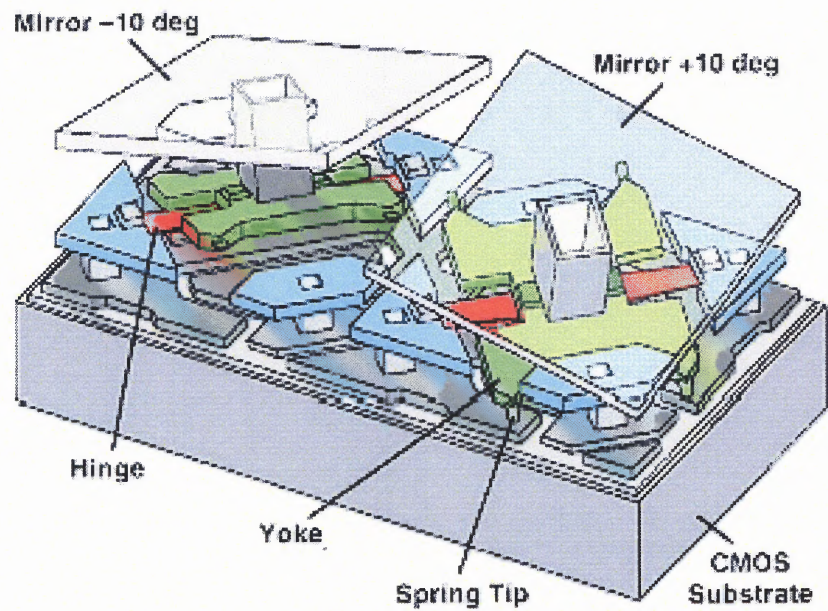 Mirror –10 deg
Mirror +10 deg
Hinge
Yoke
Spring Tip
CMOS
Substrate